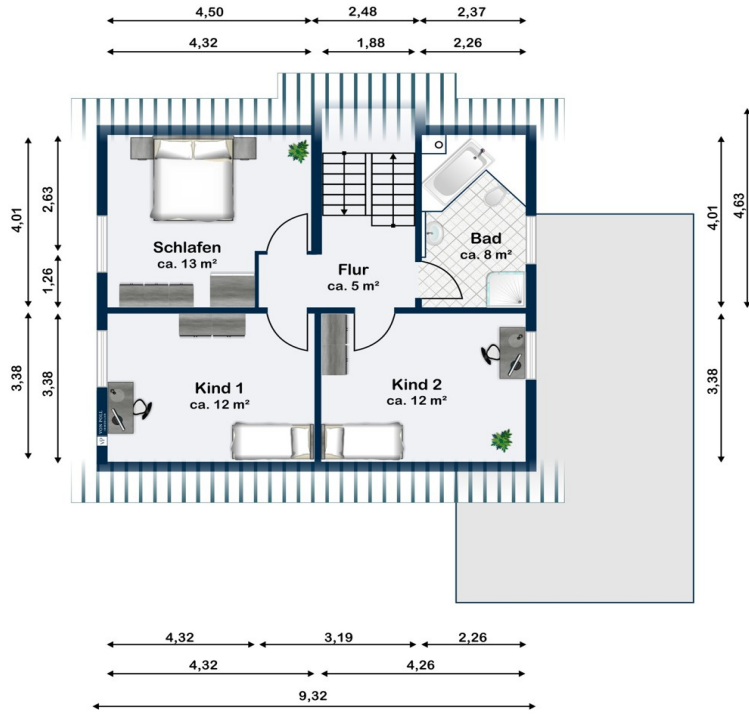 4,50
2,48
2,37
4,32
1,88
2,26
4,01
2,63
1,26
3,38
3,38
4,01
4,63
3,38
Schlafen
ca. 13 m²
Bad
ca. 8 m²
Flur
ca. 5 m²
Kind 1
ca. 12 m²
Kind 2
ca. 12 m²
VON POLL
VP
4,32
3,19
2,26
4,32
4,26
9,32